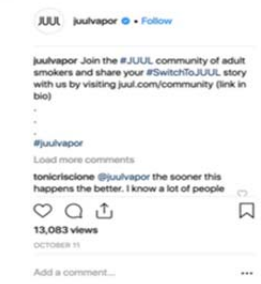 JUUL juulvapor • Follow
juulvapor Join the #JUUL community of adult
smokers and share your #SwitchToJUUL story
with us by visiting juul.com/community (link in
bio)
.
.
.
#juulvapor
Load more comments
tonicriscione @juulvapor the sooner this
happens the better. I know a lot of people
13,083 views
OCTOBER 11
Add a comment...